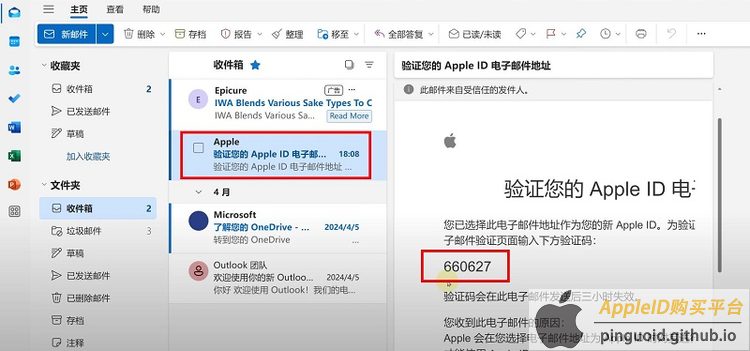 主页
查看
帮助
新邮件
删除
存档
报告
整理
移至
全部答复
已读/未读
收藏夹
收件箱 2
已发送邮件
草稿
加入收藏夹
文件夹
收件箱 2
垃圾邮件 3
草稿
已发送邮件
已删除邮件
存档
注释
收件箱
E
Epicure
广告
IWA Blends Various Sake Types To C
IWA Blends Various Sa...
Read More
Apple
验证您的 Apple ID 电子邮... 18:08
验证您的 Apple ID 电子邮件地址 ...
4 月
Microsoft
了解您的 OneDrive - ... 2024/4/5
转到您的 OneDrive
Outlook 团队
欢迎使用你的新 Outloo... 2024/4/5
你好 欢迎使用 Outlook！我们的电...
验证您的 Apple ID 电子邮件地址
此邮件来自受信任的发件人。
验证您的 Apple ID 电子
您已选择此电子邮件地址作为您的新 Apple ID。为验证
子邮件验证页面输入下方验证码：
660627
验证码会在此电子邮件发送后三小时失效。
您收到此电子邮件的原因：
Apple 会在您选择电子邮件地址为
AppleID购买平台
pinguoid.github.io